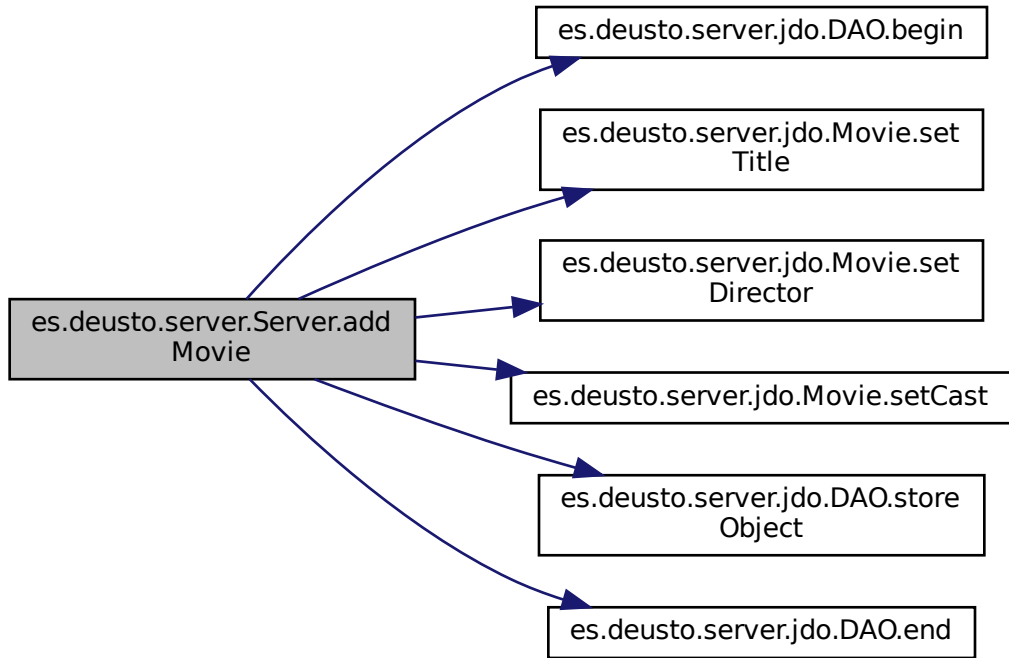 es.deusto.server.jdo.DAO.begin
es.deusto.server.jdo.Movie.set
Title
es.deusto.server.jdo.Movie.set
Director
es.deusto.server.Server.add
Movie
es.deusto.server.jdo.Movie.setCast
es.deusto.server.jdo.DAO.store
Object
es.deusto.server.jdo.DAO.end